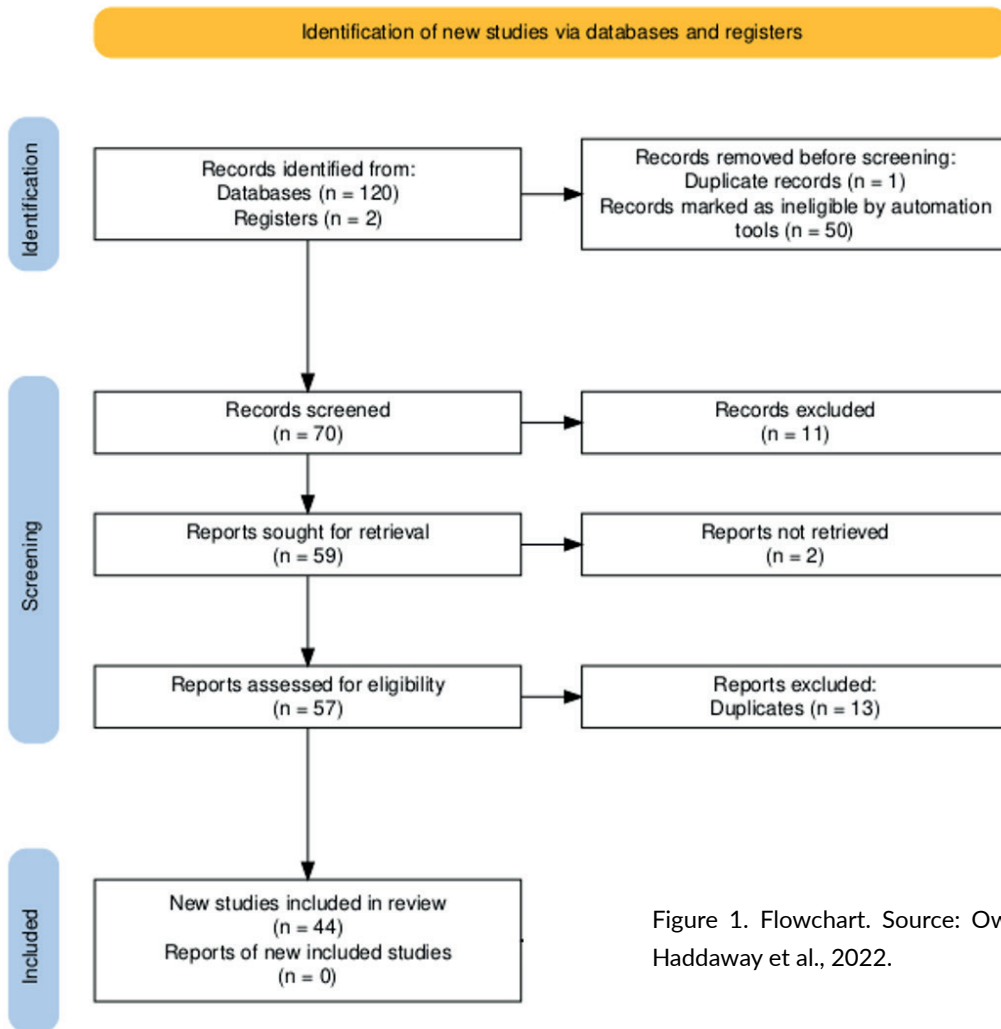 Identification of new studies via databases and registers
Identification
Records identified from:
Databases (n = 120)
Registers (n = 2)
Records removed before screening:
Duplicate records (n = 1)
Records marked as ineligible by automation
tools (n = 50)
Screening
Records screened
(n = 70)
Records excluded
(n = 11)
Reports sought for retrieval
(n = 59)
Reports not retrieved
(n = 2)
Reports assessed for eligibility
(n = 57)
Reports excluded:
Duplicates (n = 13)
Included
New studies included in review
(n = 44)
Reports of new included studies
(n = 0)
Figure 1. Flowchart. Source:
Haddaway et al., 2022.